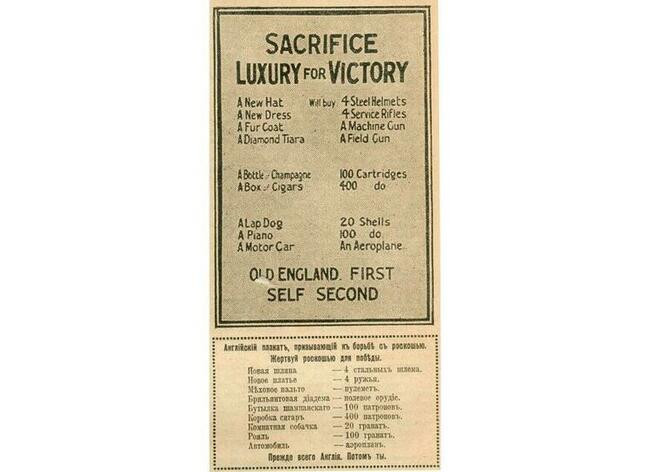 SACRIFICE
LUXURY FOR VICTORY
A New Hat Will buy 4 Steel Helmets
A New Dress 4 Service Rifles
A Fur Coat A Machine Gun
A Diamond Tiara A Field Gun
A Bottle of Champagne 100 Cartridges
A Box of Cigars 400 do
A Lap Dog 20 Shells
A Piano 100 do.
A Motor Car An Aeroplane
OLD ENGLAND. FIRST
SELF SECOND
Англійскій плакатъ, призывающій къ борьбѣ съ роскошью.
Жертвуй роскошью для побѣды.
Новая шляпа — 4 стальныхъ шлема.
Новое платье — 4 ружья.
Мѣховое пальто — пулеметъ.
Брильянтовая діадема — полевое орудіе.
Бутылка шампанскаго — 100 патроновъ.
Коробка сигаръ — 400 патроновъ.
Комнатная собачка — 20 гранатъ.
Рояль — 100 гранатъ.
Автомобиль — аэропланъ.
Прежде всего Англія. Потомъ ты.